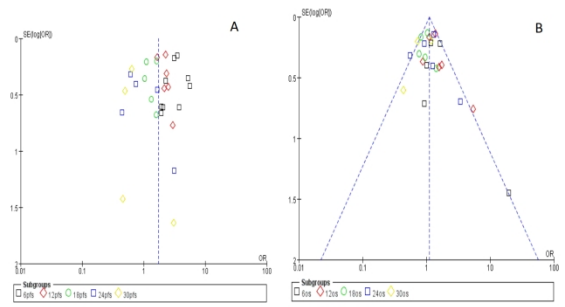 A
SE(log[OR])
0
0.5
1
1.5
2
0.01 0.1 1 10 100
OR
Subgroups
6pfs 12pfs 18pfs 24pfs 30pfs
B
SE(log[OR])
0
0.5
1
1.5
2
0.01 0.1 1 10 100
OR
Subgroups
6os 12os 18os 24os 30os